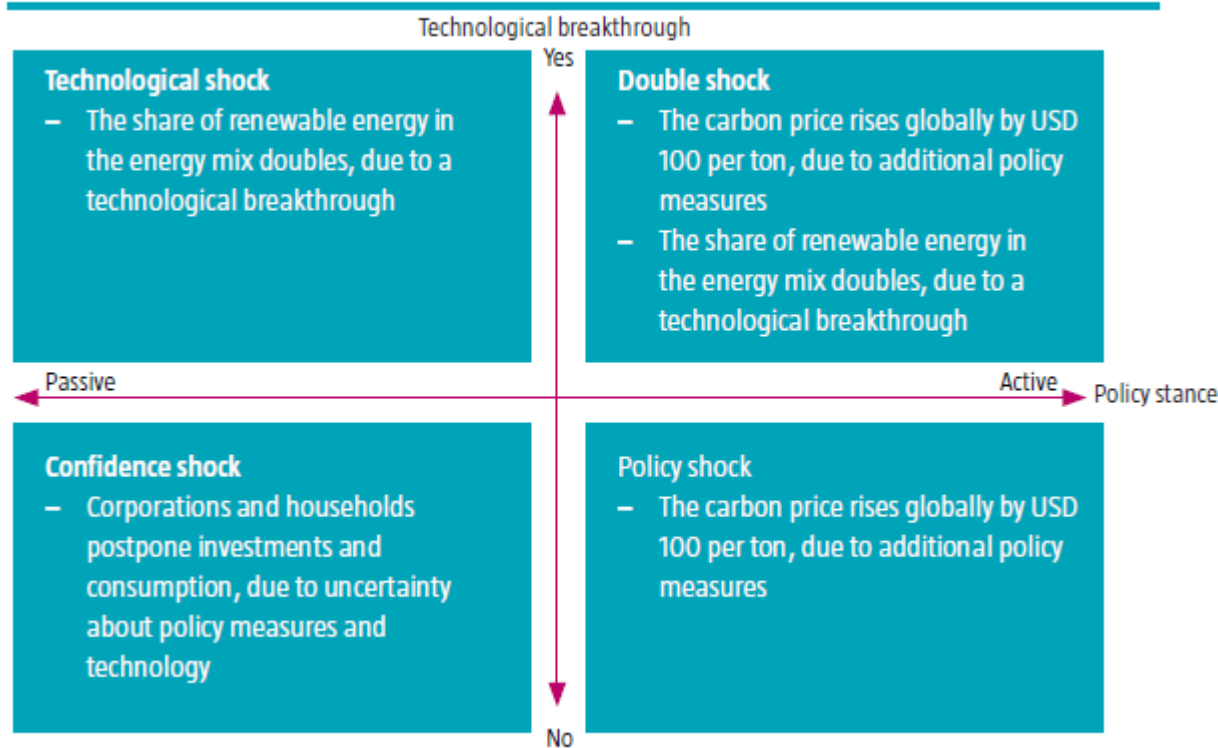 Technological breakthrough
Yes
Technological shock
– The share of renewable energy in
the energy mix doubles, due to a
technological breakthrough
Double shock
– The carbon price rises globally by USD
100 per ton, due to additional policy
measures
– The share of renewable energy in
the energy mix doubles, due to a
technological breakthrough
Passive
Active
Policy stance
Confidence shock
– Corporations and households
postpone investments and
consumption, due to uncertainty
about policy measures and
technology
Policy shock
– The carbon price rises globally by USD
100 per ton, due to additional policy
measures
No